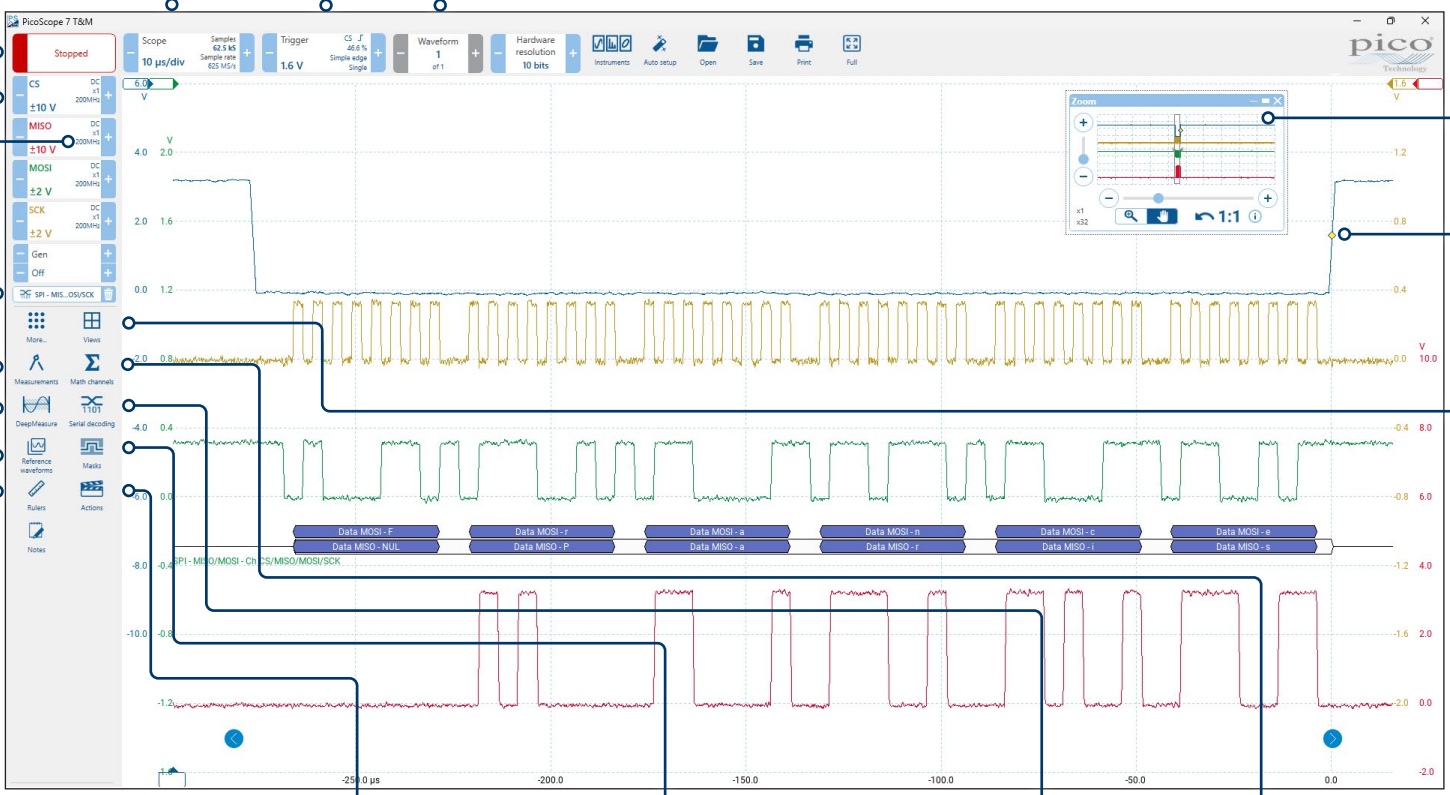 PicoScope 7 T&M
Stopped
Scope
10 µs/div
Samples
62.5 kS
Sample rate
625 MS/s
Trigger
1.6 V
CS
46.6 %
Simple edge
Single
Waveform
1
of 1
Hardware
resolution
10 bits
Instruments
Auto setup
Open
Save
Print
Full
pico
Technology
CS
±10 V
DC
x1
200MHz
MISO
±10 V
DC
x1
200MHz
MOSI
±2 V
DC
x1
200MHz
SCK
±2 V
DC
x1
200MHz
Gen
Off
SPI - MIS...OSI/SCK
More...
Views
Measurements
Math channels
DeepMeasure
1101
Serial decoding
Reference
waveforms
Masks
Rulers
Actions
Notes
6.0
V
4.0
2.0
0.0
-2.0
-4.0
-6.0
-8.0
-10.0
V
2.0
1.6
1.2
0.8
0.4
0.0
-0.4
-0.8
-1.2
Zoom
x1
x32
1:1
1.6
V
1.2
0.8
0.4
0.0
-0.4
-0.8
-1.2
-1.6
-2.0
V
10.0
8.0
6.0
4.0
2.0
0.0
-2.0
Data MOSI - F
Data MOSI - r
Data MOSI - a
Data MOSI - n
Data MOSI - c
Data MOSI - e
Data MISO - NUL
Data MISO - P
Data MISO - a
Data MISO - r
Data MISO - i
Data MISO - s
SPI - MISO/MOSI - Ch CS/MISO/MOSI/SCK
-250.0 µs
-200.0
-150.0
-100.0
-50.0
0.0